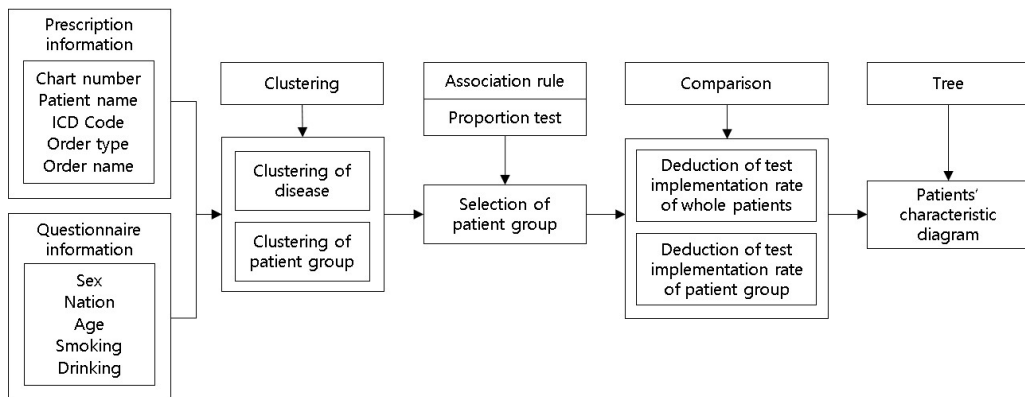 Prescription
information
Chart number
Patient name
ICD Code
Order type
Order name
Questionnaire
information
Sex
Nation
Age
Smoking
Drinking
Clustering
Clustering of
disease
Clustering of
patient group
Association rule
Proportion test
Selection of
patient group
Comparison
Deduction of test
implementation rate
of whole patients
Deduction of test
implementation rate
of patient group
Tree
Patients’
characteristic
diagram